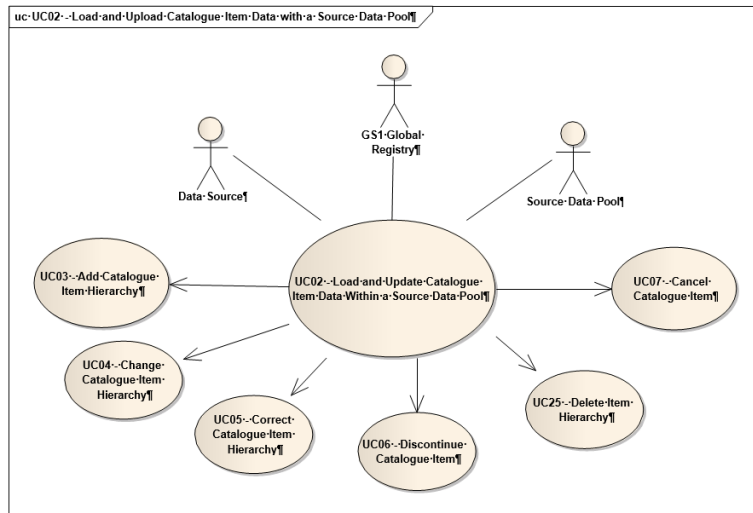 uc UC02 - Load and Upload Catalogue Item Data with a Source Data Pool¶
GS1·Global·
Registry¶
Data·Source¶
Source·Data·Pool¶
UC03·-·Add·Catalogue·
Item·Hierarchy¶
UC02·-·Load·and·Update·Catalogue·
Item·Data·Within·a·Source·Data·Pool¶
UC07·-·Cancel·
Catalogue·Item¶
UC04·-·Change·
Catalogue·Item·
Hierarchy¶
UC05·-·Correct·
Catalogue·Item·
Hierarchy¶
UC06·-·Discontinue·
Catalogue·Item¶
UC25·-·Delete·Item·
Hierarchy¶